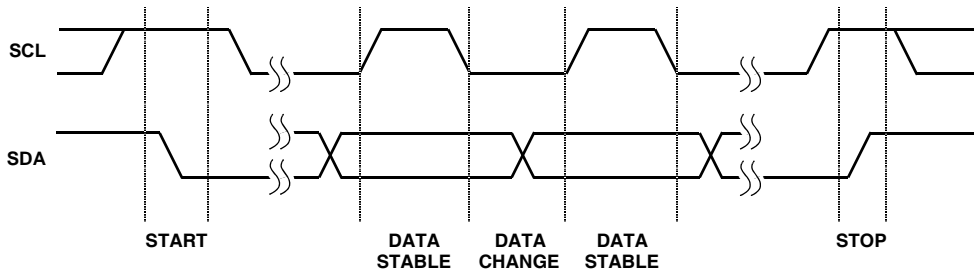 SCL
SDA
START
DATA
STABLE
DATA
CHANGE
DATA
STABLE
STOP